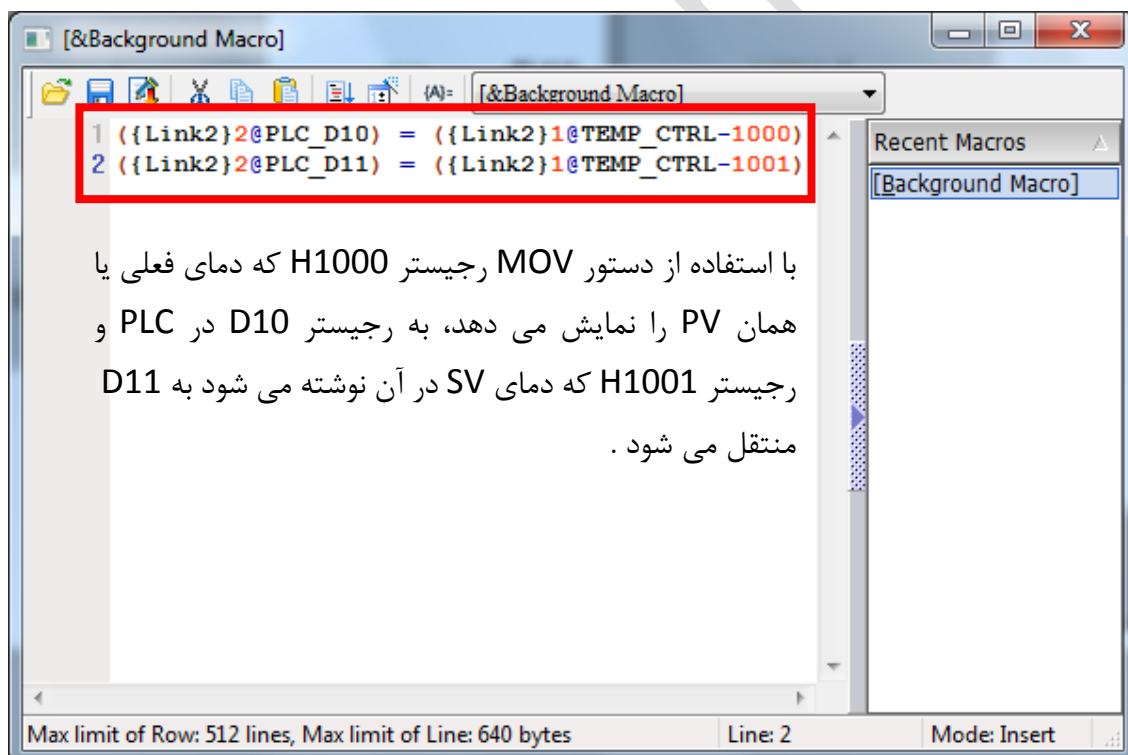 [&Background Macro]
{A}= [&Background Macro]
1 ({Link2}2@PLC_D10) = ({Link2}1@TEMP_CTRL-1000)
2 ({Link2}2@PLC_D11) = ({Link2}1@TEMP_CTRL-1001)
با استفاده از دستور MOV رجیستر H1000 که دمای فعلی یا
همان PV را نمایش می دهد، به رجیستر D10 در PLC و
رجیستر H1001 که دمای SV در آن نوشته می شود به D11
منتقل می شود .
Recent Macros
[Background Macro]
Max limit of Row: 512 lines, Max limit of Line: 640 bytes
Line: 2
Mode: Insert